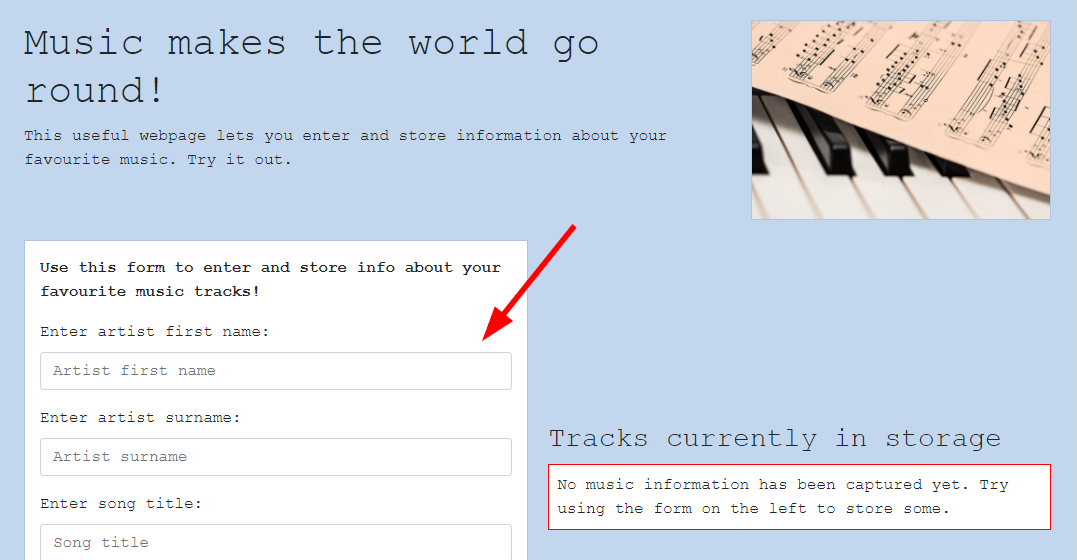 Music makes the world go
round!
This useful webpage lets you enter and store information about your
favourite music. Try it out.
Use this form to enter and store info about your
favourite music tracks!
Enter artist first name:
Artist first name
Enter artist surname:
Artist surname
Enter song title:
Song title
Tracks currently in storage
No music information has been captured yet. Try
using the form on the left to store some.